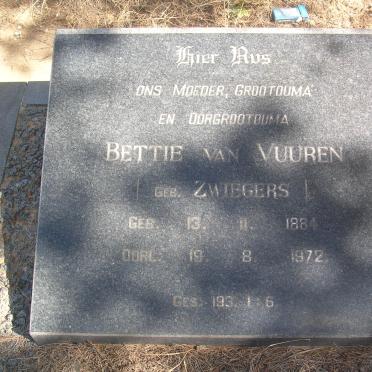 Hier Rus
ONS MOEDER, GROOTOUMA
EN OORGROOTOUMA
BETTIE VAN VUUREN
[ GEB. ZWIEGERS ]
GEB. 13. 11. 1884
OORL. 19. 8. 1972.
GES: 193. 1:6